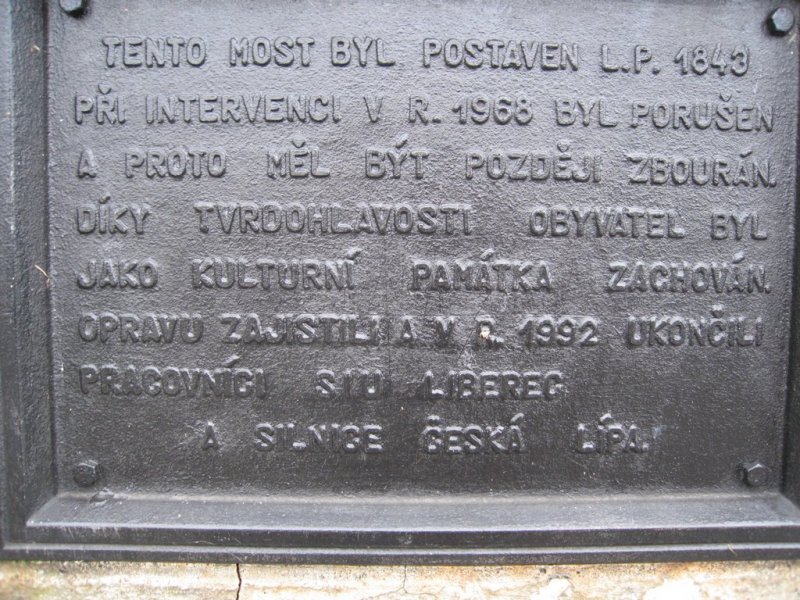 TENTO MOST BYL POSTAVEN L.P. 1843
PŘI INTERVENCI V R. 1968 BYL PORUŠEN
A PROTO MĚL BÝT POZDĚJI ZBOURÁN.
DÍKY TVRDOHLAVOSTI OBYVATEL BYL
JAKO KULTURNÍ PAMÁTKA ZACHOVÁN.
OPRAVU ZAJISTILI A V R. 1992 UKONČILI
PRACOVNÍCI LIBEREC
A SILNICE ČESKÁ LÍPA.